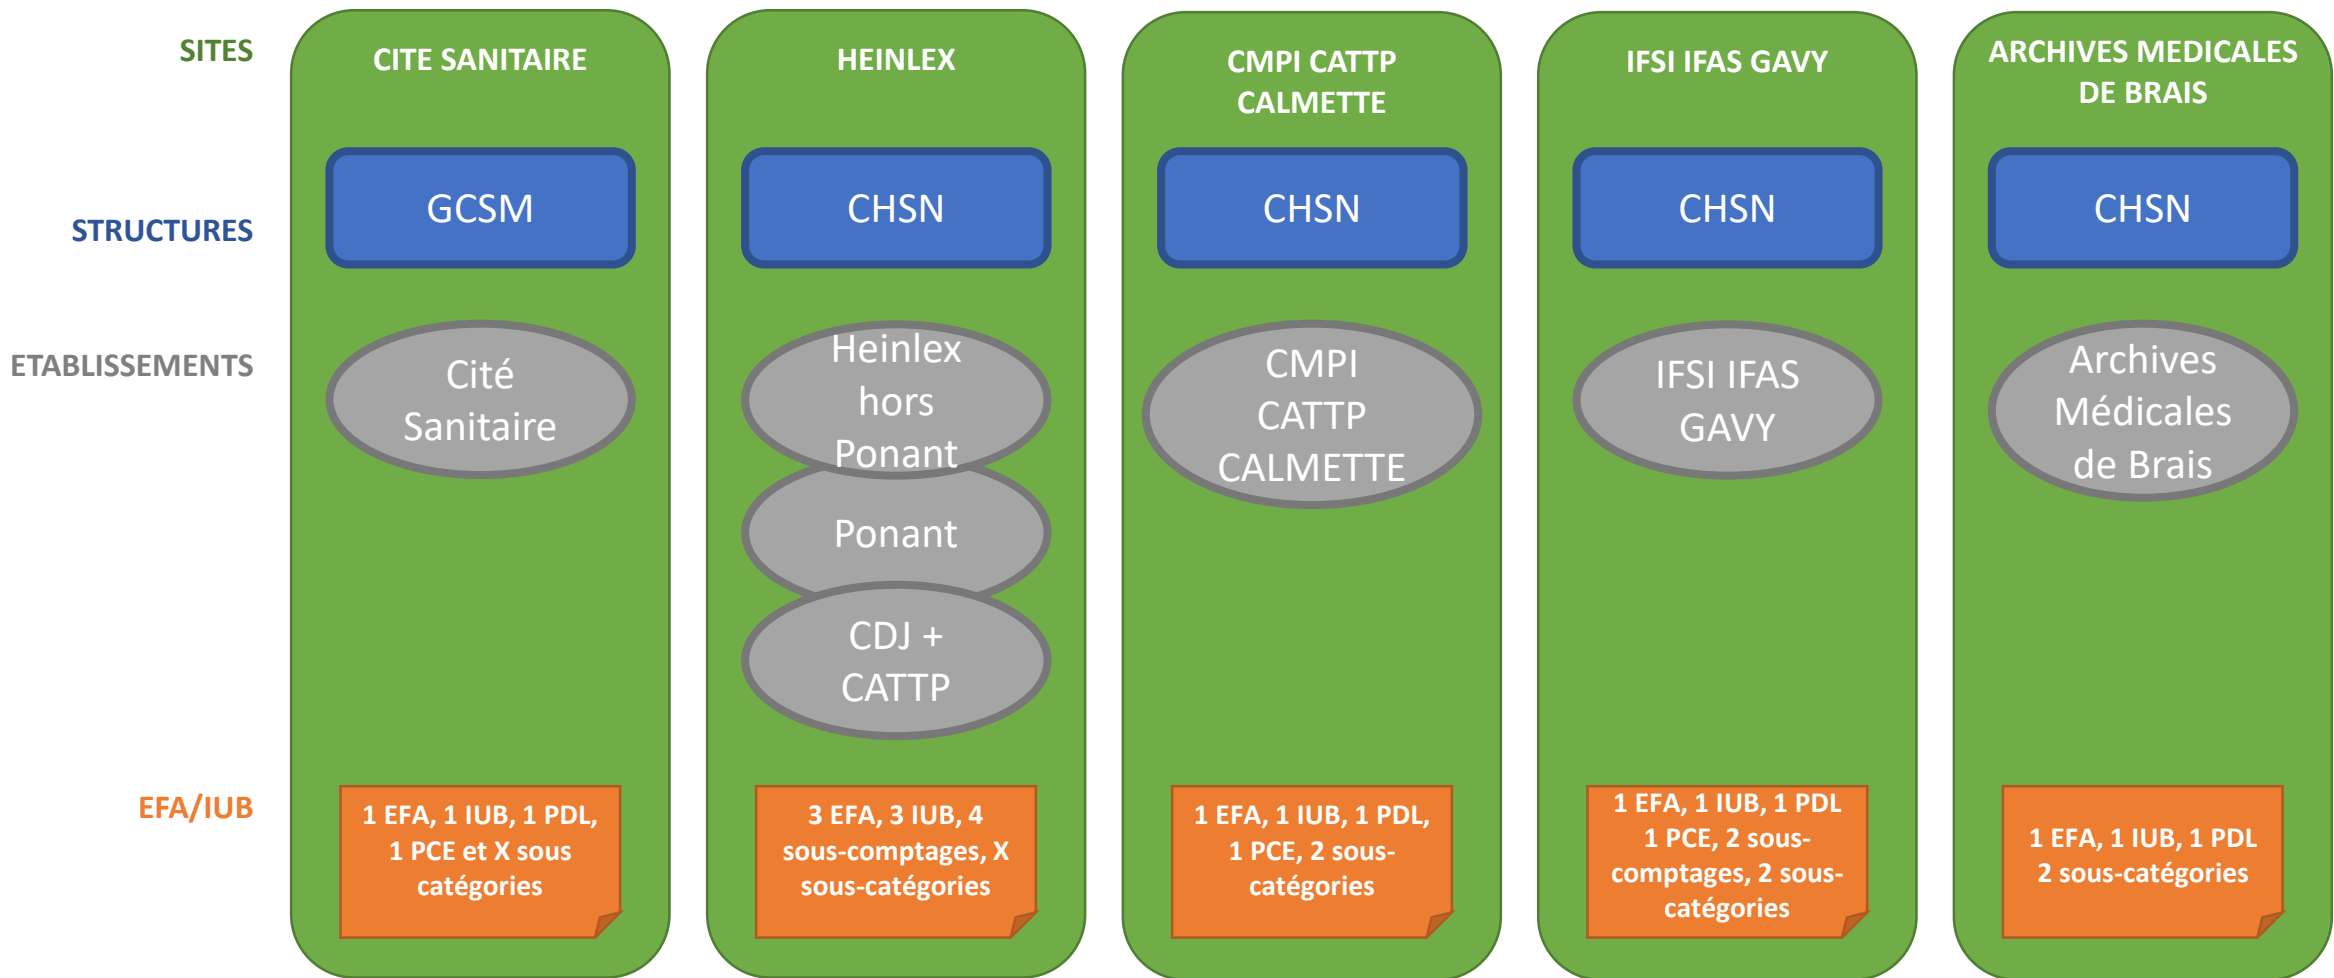 SITES
CITE SANITAIRE
HEINLEX
CMPI CATTP
CALMETTE
IFSI IFAS GAVY
ARCHIVES MEDICALES
DE BRAIS
STRUCTURES
GCSM
CHSN
CHSN
CHSN
CHSN
ETABLISSEMENTS
Cité
Sanitaire
Heinlex
hors
Ponant
Ponant
CDJ +
CATTP
CMPI
CATTP
CALMETTE
IFSI IFAS
GAVY
Archives
Médicales
de Brais
EFA/IUB
1 EFA, 1 IUB, 1 PDL,
1 PCE et X sous
catégories
3 EFA, 3 IUB, 4
sous-comptages, X
sous-catégories
1 EFA, 1 IUB, 1 PDL,
1 PCE, 2 sous-
catégories
1 EFA, 1 IUB, 1 PDL
1 PCE, 2 sous-
comptages, 2 sous-
catégories
1 EFA, 1 IUB, 1 PDL
2 sous-catégories